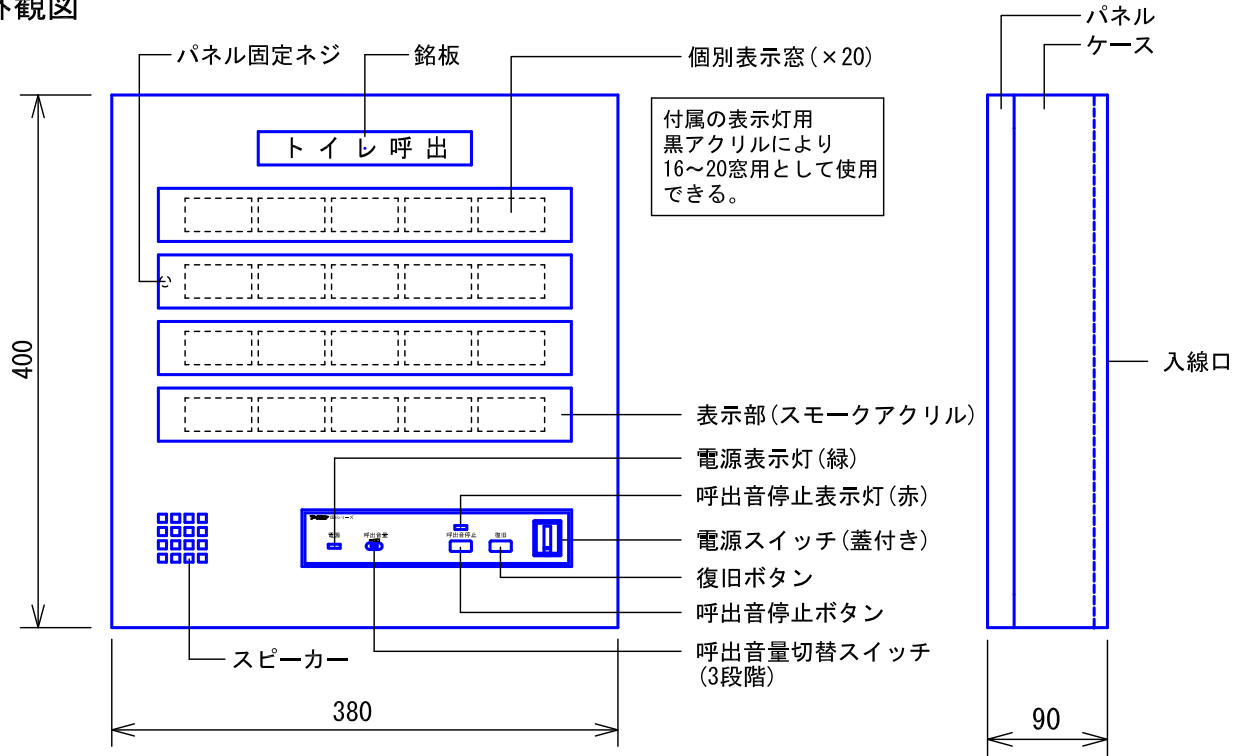 外観図
パネル
ケース
パネル固定ネジ
銘板
個別表示窓(×20)
付属の表示灯用
黒アクリルにより
16～20窓用として使用
できる。
トイレ呼出
400
入線口
表示部(スモークアクリル)
電源表示灯(緑)
呼出音停止表示灯(赤)
電源
呼出音量
呼出音停止
復旧
電源スイッチ(蓋付き)
復旧ボタン
呼出音停止ボタン
呼出音量切替スイッチ
(3段階)
スピーカー
380
90